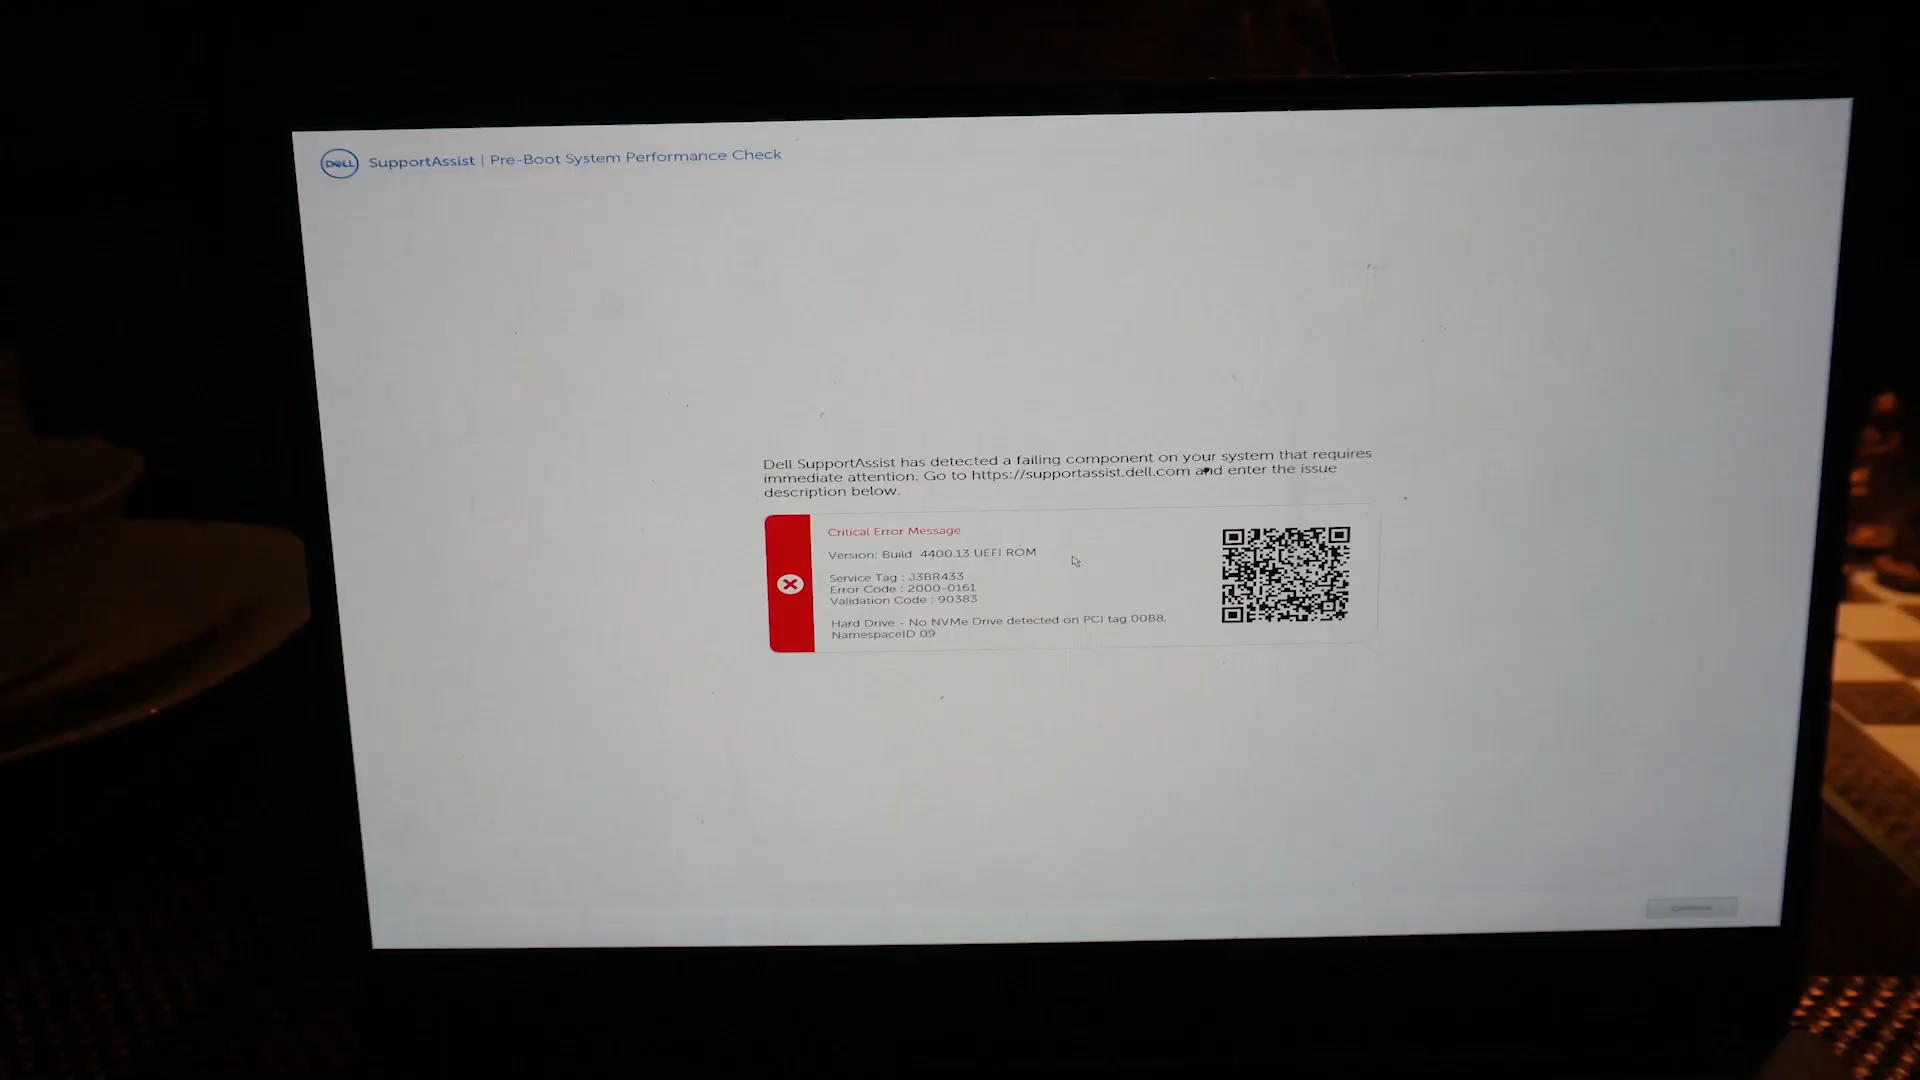 DELL SupportAssist | Pre-Boot System Performance Check
Dell SupportAssist has detected a failing component on your system that requires
immediate attention. Go to https://supportassist.dell.com and enter the issue
description below.
Critical Error Message
Version: Build 4400.13 UEFI ROM
Service Tag : J3BR433
Error Code : 2000-0161
Validation Code : 90383
Hard Drive - No NVMe Drive detected on PCI tag 00B8,
NamespaceID 09